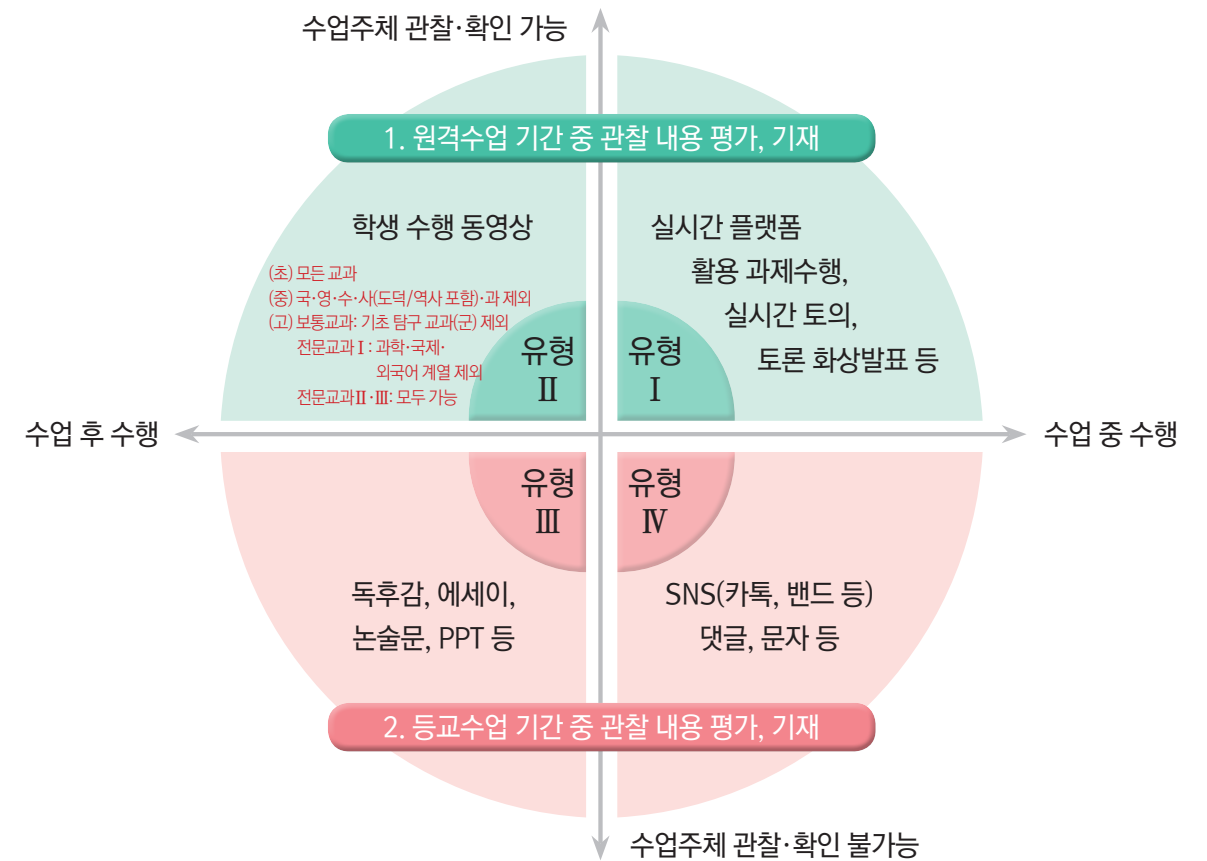 수업주체 관찰·확인 가능
1. 원격수업 기간 중 관찰 내용 평가, 기재
학생 수행 동영상
(초) 모든 교과
(중) 국·영·수·사(도덕/역사 포함)·과 제외
(고) 보통교과: 기초 탐구 교과(군) 제외
전문교과Ⅰ: 과학·국제·
외국어 계열 제외
전문교과Ⅱ·Ⅲ: 모두 가능
유형
Ⅱ
실시간 플랫폼
활용 과제수행,
실시간 토의,
토론 화상발표 등
유형
Ⅰ
수업 후 수행
수업 중 수행
유형
Ⅲ
독후감, 에세이,
논술문, PPT 등
유형
Ⅳ
SNS(카톡, 밴드 등)
댓글, 문자 등
2. 등교수업 기간 중 관찰 내용 평가, 기재
수업주체 관찰·확인 불가능